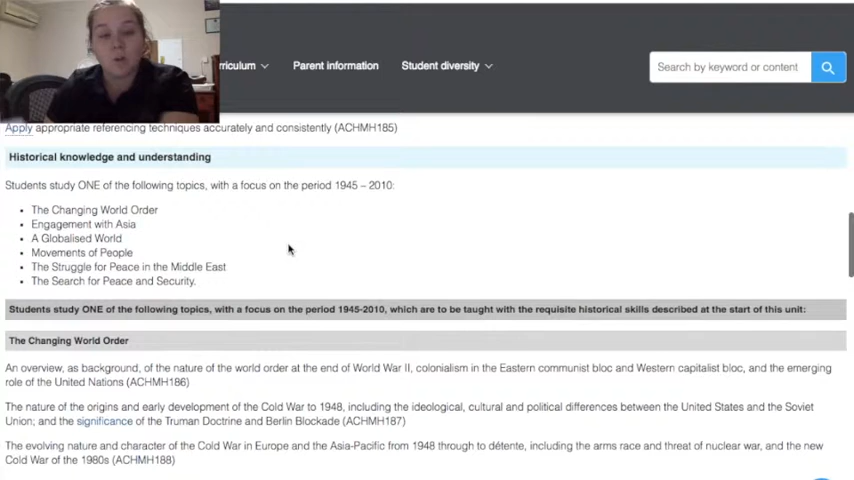 Parent information
Student diversity
Search by keyword or content
Apply appropriate referencing techniques accurately and consistently (ACHMH185)
Historical knowledge and understanding
Students study ONE of the following topics, with a focus on the period 1945 – 2010:
• The Changing World Order
• Engagement with Asia
• A Globalised World
• Movements of People
• The Struggle for Peace in the Middle East
• The Search for Peace and Security.
Students study ONE of the following topics, with a focus on the period 1945-2010, which are to be taught with the requisite historical skills described at the start of this unit:
The Changing World Order
An overview, as background, of the nature of the world order at the end of World War II, colonialism in the Eastern communist bloc and Western capitalist bloc, and the emerging
role of the United Nations (ACHMH186)
The nature of the origins and early development of the Cold War to 1948, including the ideological, cultural and political differences between the United States and the Soviet
Union; and the significance of the Truman Doctrine and Berlin Blockade (ACHMH187)
The evolving nature and character of the Cold War in Europe and the Asia-Pacific from 1948 through to détente, including the arms race and threat of nuclear war, and the new
Cold War of the 1980s (ACHMH188)